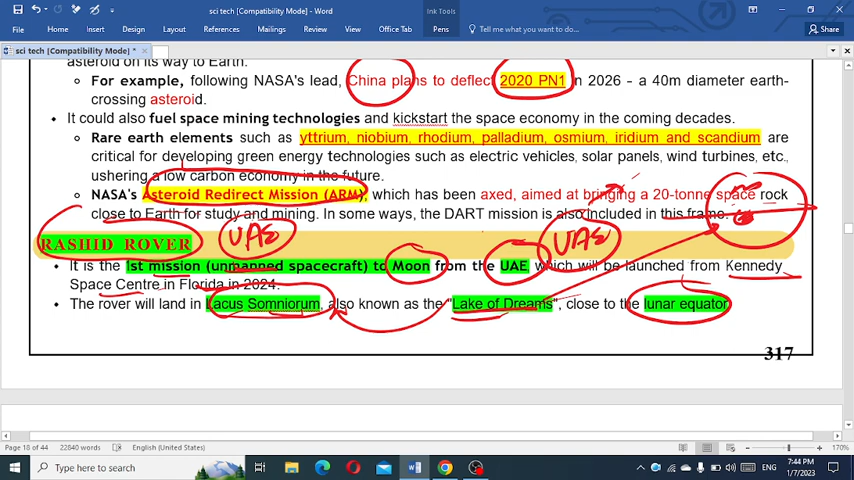 sci tech [Compatibility Mode] - Word
Ink Tools
File Home Insert Design Layout References Mailings Review View Office Tab Pens Tell me what you want to do... Share
sci tech [Compatibility Mode] *
asteroid on its way to Earth.
For example, following NASA's lead, China plans to deflect 2020 PN1 in 2026 - a 40m diameter earth-
crossing asteroid.
It could also fuel space mining technologies and kickstart the space economy in the coming decades.
Rare earth elements such as yttrium, niobium, rhodium, palladium, osmium, iridium and scandium are
critical for developing green energy technologies such as electric vehicles, solar panels, wind turbines, etc.,
ushering a low carbon economy in the future.
NASA's Asteroid Redirect Mission (ARM), which has been axed, aimed at bringing a 20-tonne space rock
close to Earth for study and mining. In some ways, the DART mission is also included in this frame.
RASHID ROVER UAE UAE
It is the 1st mission (unmanned spacecraft) to Moon from the UAE, which will be launched from Kennedy
Space Centre in Florida in 2024.
The rover will land in Lacus Somniorum, also known as the "Lake of Dreams", close to the lunar equator.
317
Page 18 of 44 22840 words English (United States) 170%
Type here to search
ENG
7:44 PM
1/7/2023